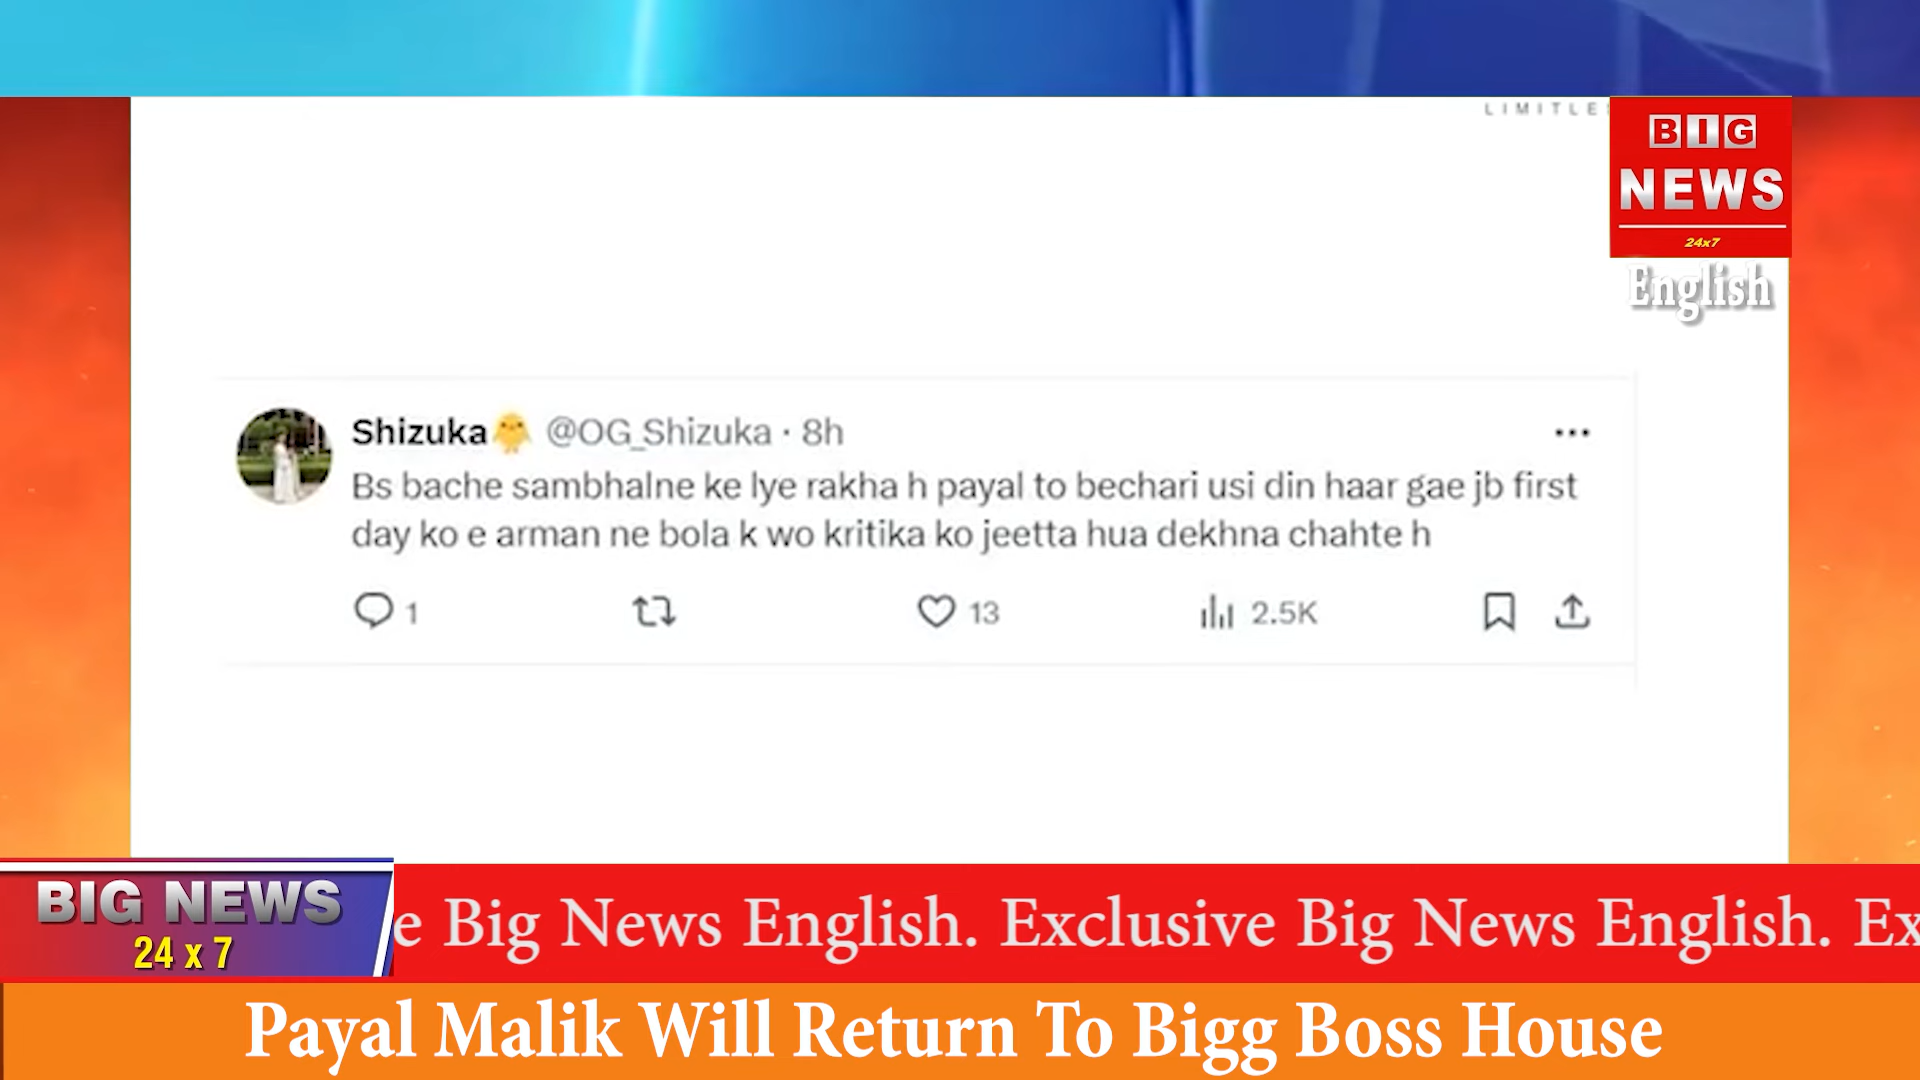 LIMITLE
BIG
NEWS
24x7
English
Shizuka🐥 @OG_Shizuka · 8h
Bs bache sambhalne ke lye rakha h payal to bechari usi din haar gae jb first
day ko e arman ne bola k wo kritika ko jeetta hua dekhna chahte h
1 13 2.5K
BIG NEWS
24 x 7
e Big News English. Exclusive Big News English. Ex
Payal Malik Will Return To Bigg Boss House